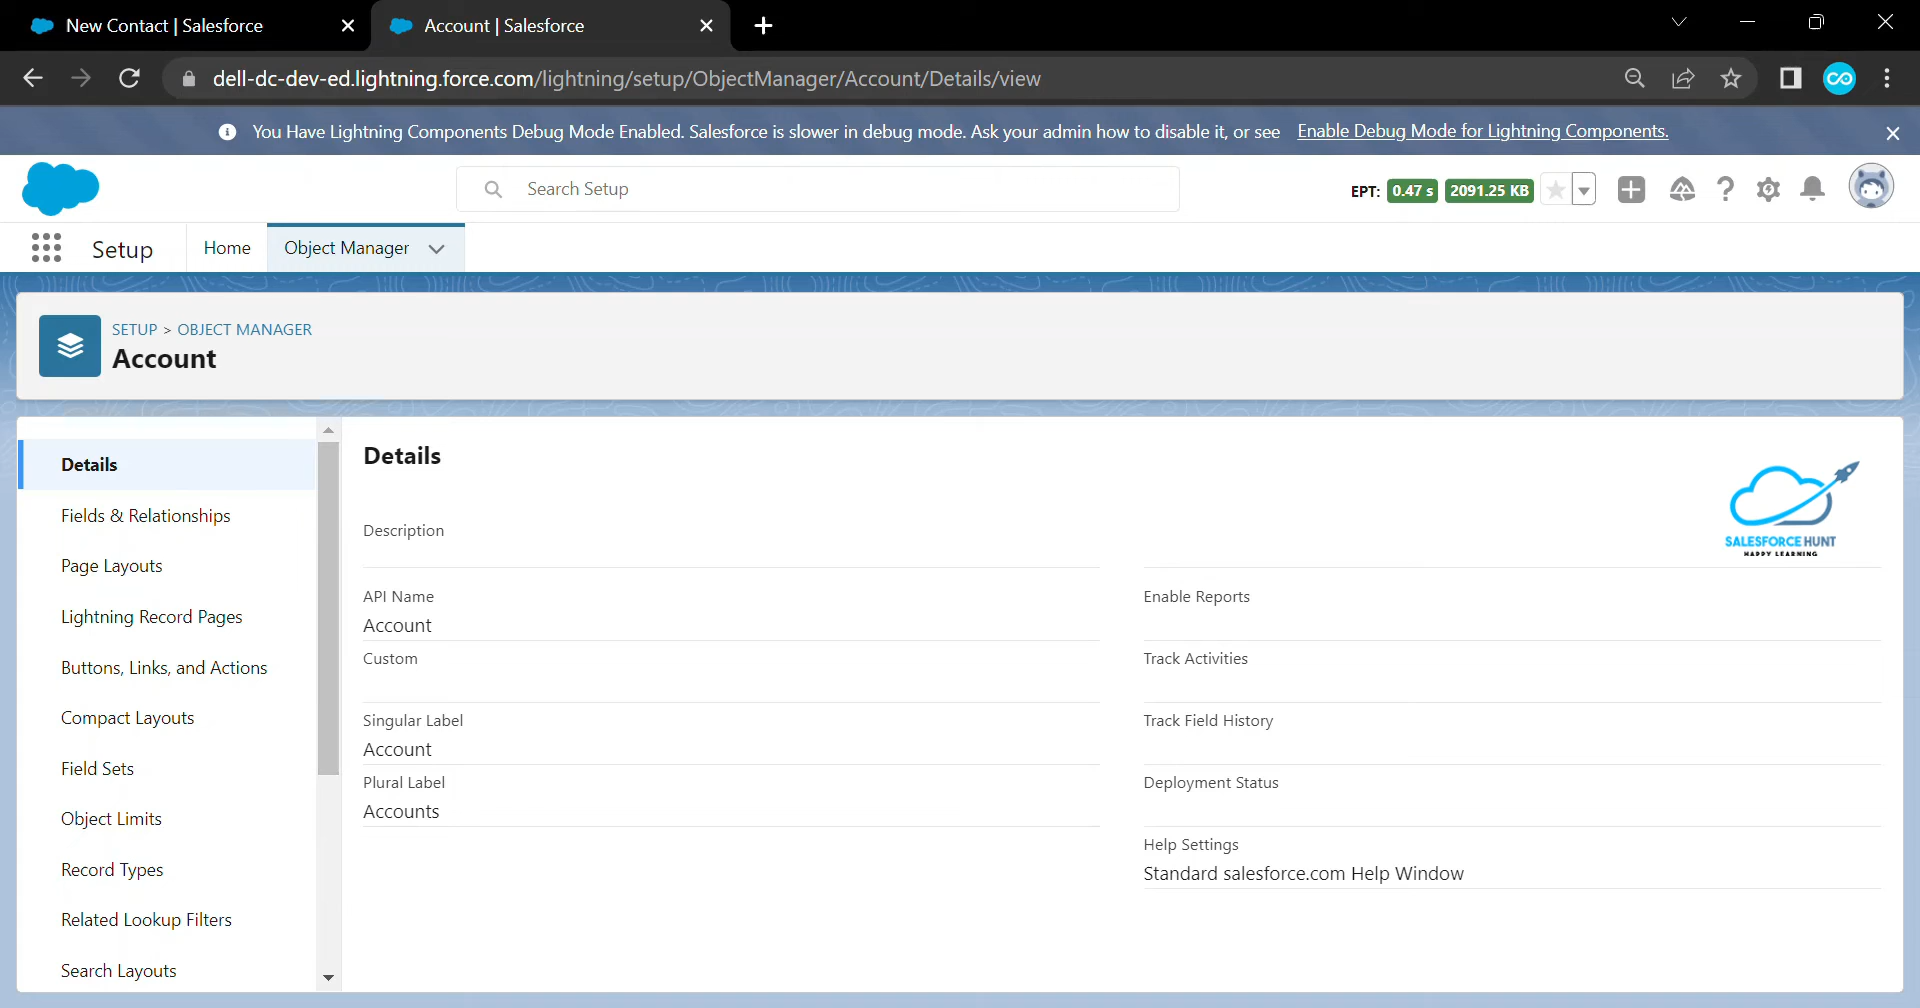 New Contact | Salesforce
Account | Salesforce
dell-dc-dev-ed.lightning.force.com/lightning/setup/ObjectManager/Account/Details/view
You Have Lightning Components Debug Mode Enabled. Salesforce is slower in debug mode. Ask your admin how to disable it, or see Enable Debug Mode for Lightning Components.
Search Setup
EPT: 0.47 s 2091.25 KB
Setup
Home
Object Manager
SETUP > OBJECT MANAGER
Account
Details
Fields & Relationships
Page Layouts
Lightning Record Pages
Buttons, Links, and Actions
Compact Layouts
Field Sets
Object Limits
Record Types
Related Lookup Filters
Search Layouts
Details
SALESFORCE HUNT
HAPPY LEARNING
Description
API Name
Account
Custom
Singular Label
Account
Plural Label
Accounts
Enable Reports
Track Activities
Track Field History
Deployment Status
Help Settings
Standard salesforce.com Help Window